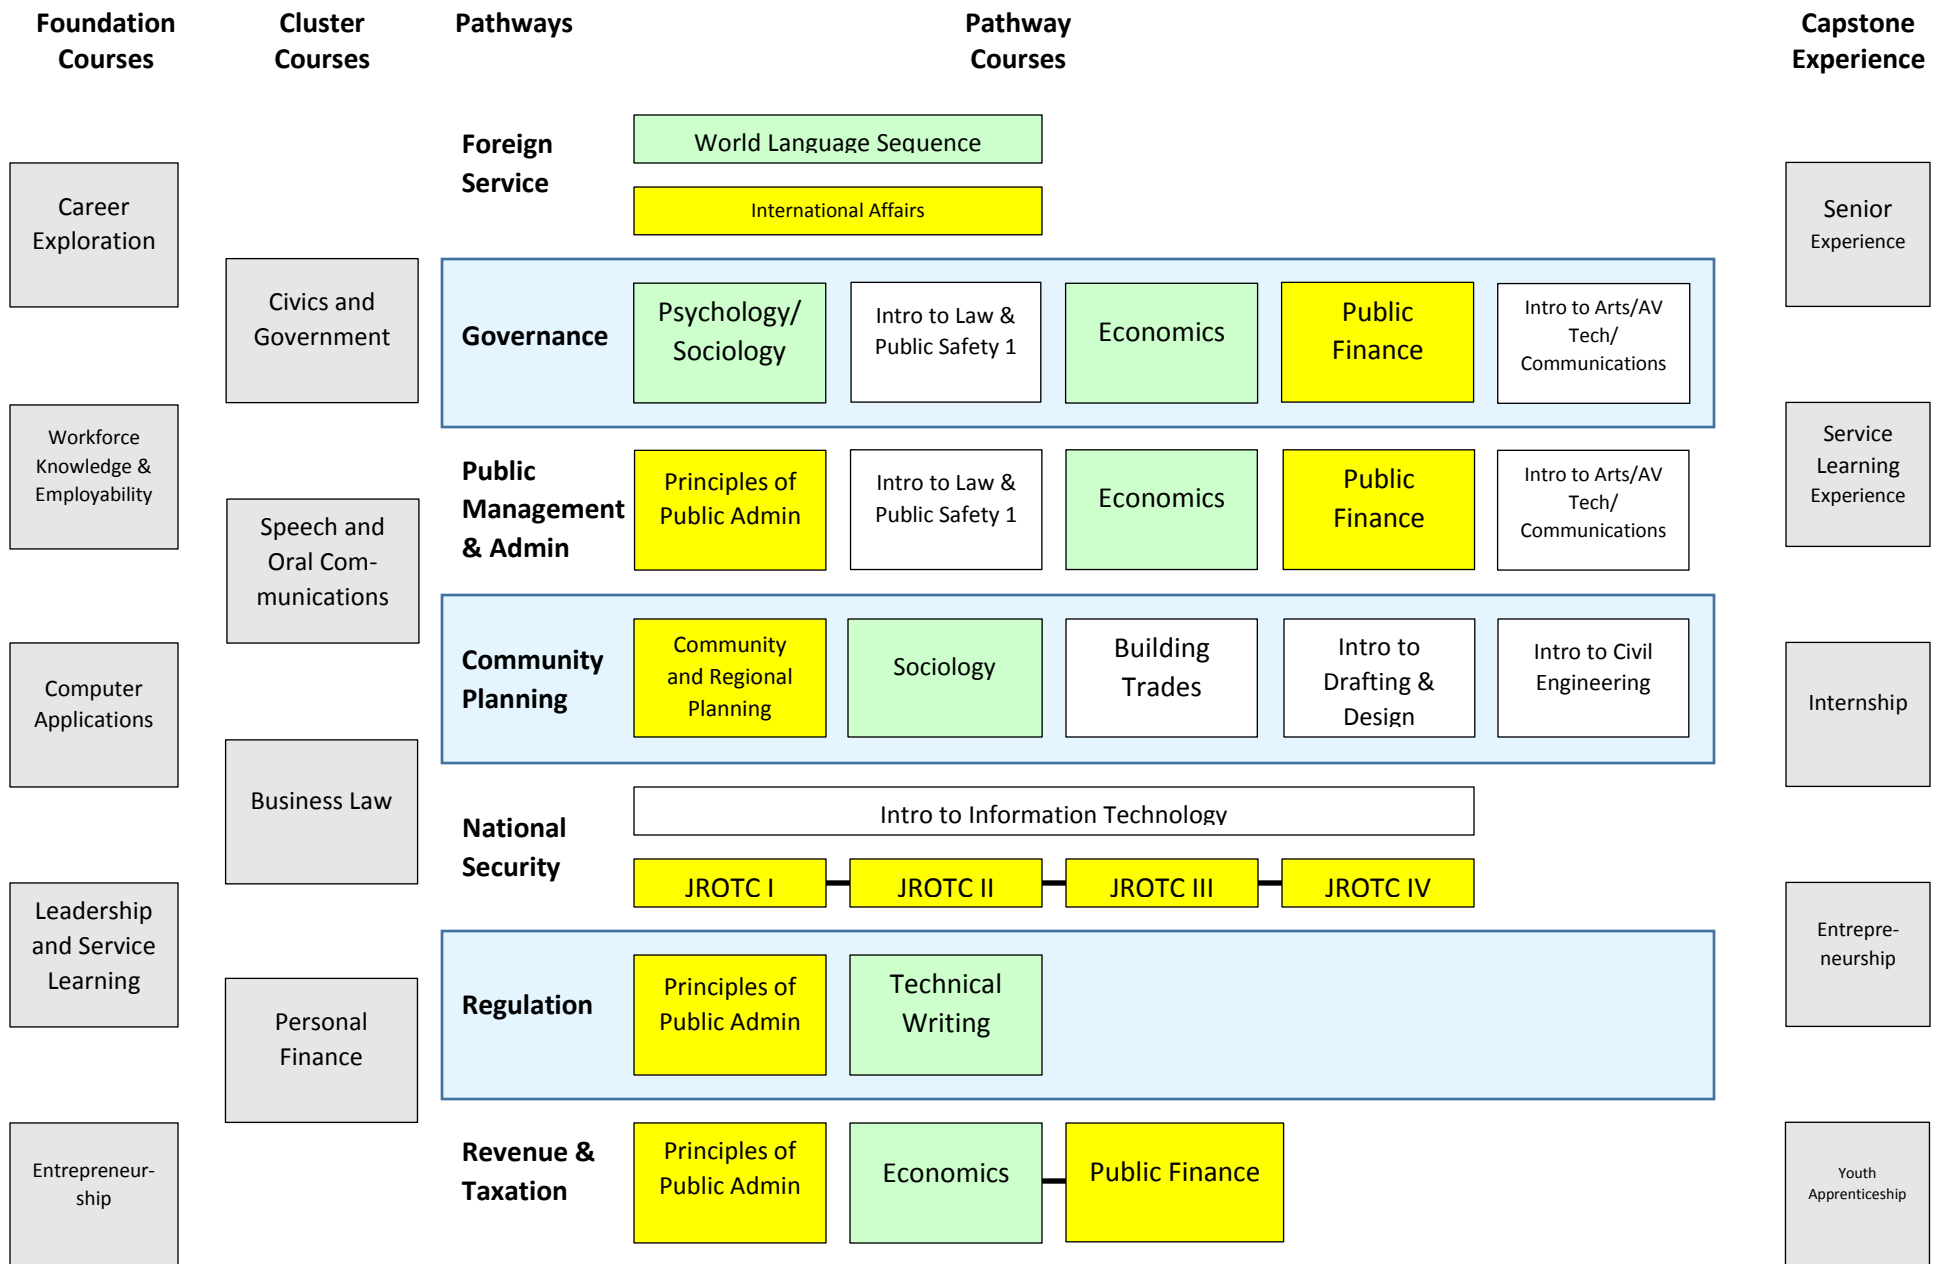 Foundation
Courses
Cluster
Courses
Pathways
Pathway
Courses
Capstone
Experience
Career
Exploration
Workforce
Knowledge &
Employability
Computer
Applications
Leadership
and Service
Learning
Entrepreneur-
ship
Civics and
Government
Speech and
Oral Com-
munications
Business Law
Personal
Finance
Foreign
Service
World Language Sequence
International Affairs
Governance
Psychology/
Sociology
Intro to Law &
Public Safety 1
Economics
Public
Finance
Intro to Arts/AV
Tech/
Communications
Public
Management
& Admin
Principles of
Public Admin
Intro to Law &
Public Safety 1
Economics
Public
Finance
Intro to Arts/AV
Tech/
Communications
Community
Planning
Community
and Regional
Planning
Sociology
Building
Trades
Intro to
Drafting &
Design
Intro to Civil
Engineering
National
Security
Intro to Information Technology
JROTC I
JROTC II
JROTC III
JROTC IV
Regulation
Principles of
Public Admin
Technical
Writing
Revenue &
Taxation
Principles of
Public Admin
Economics
Public Finance
Senior
Experience
Service
Learning
Experience
Internship
Entrepre-
neurship
Youth
Apprenticeship